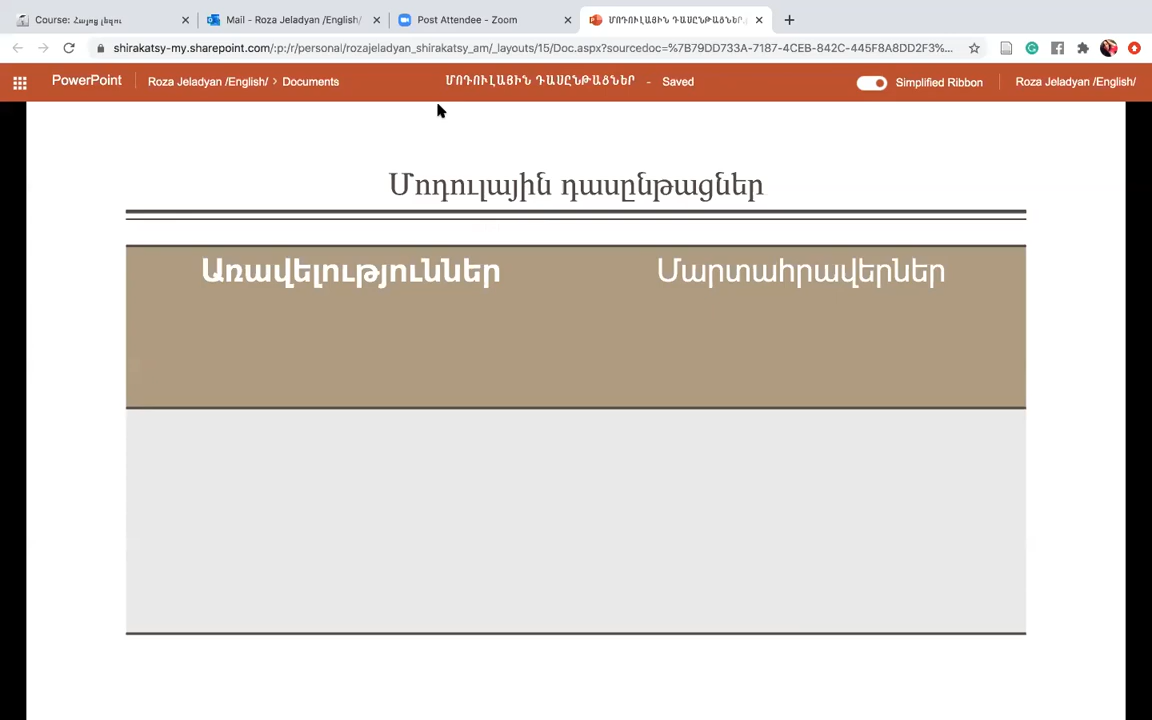 Course: Հայոց լեզու
Mail - Roza Jeladyan /English/
Post Attendee - Zoom
ՄՈԴՈՒԼԱՅԻՆ ԴԱՍԸՆԹԱՑՆԵՐ.
shirakatsy-my.sharepoint.com/:p:/r/personal/rozajeladyan_shirakatsy_am/_layouts/15/Doc.aspx?sourcedoc=%7B79DD733A-7187-4CEB-842C-445F8A8DD2F3%...
PowerPoint
Roza Jeladyan /English/ > Documents
ՄՈԴՈՒԼԱՅԻՆ ԴԱՍԸՆԹԱՑՆԵՐ - Saved
Simplified Ribbon
Roza Jeladyan /English/
Մոդուլային դասընթացներ
Առավելություններ
Մարտահրավերներ